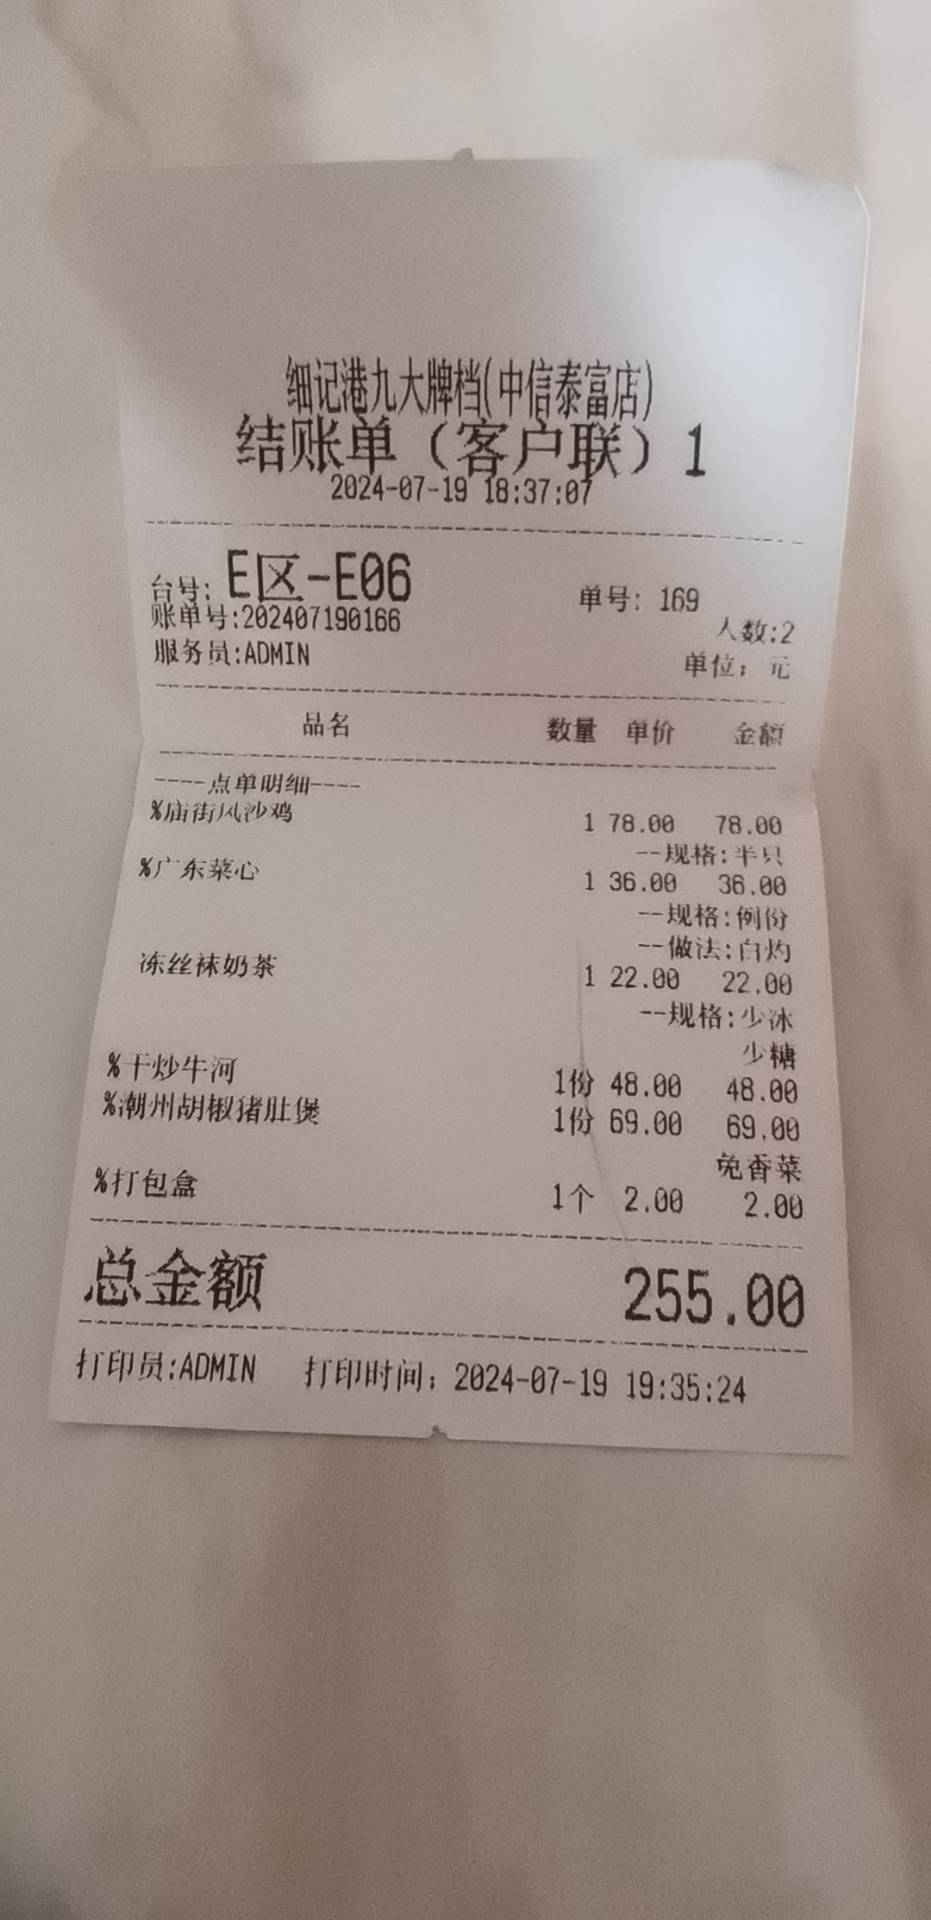 细记港九大牌档(中信泰富店)
结账单（客户联）1
2024-07-19 18:37:07
台号: E区-E06 单号: 169
账单号:202407190166 人数:2
服务员:ADMIN 单位: 元
品名 数量 单价 金额
----点单明细----
%庙街风沙鸡 1 78.00 78.00
--规格:半只
%广东菜心 1 36.00 36.00
--规格:例份
--做法:白灼
冻丝袜奶茶 1 22.00 22.00
--规格:少冰
少糖
%干炒牛河 1份 48.00 48.00
%潮州胡椒猪肚煲 1份 69.00 69.00
免香菜
%打包盒 1个 2.00 2.00
总金额 255.00
打印员:ADMIN 打印时间: 2024-07-19 19:35:24